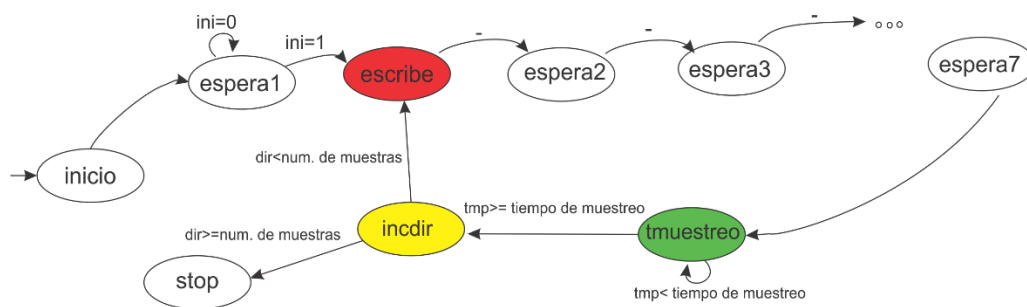 ini=0
ini=1
-
-
-
espera1
escribe
espera2
espera3
espera7
dir<num. de muestras
inicio
tmp>= tiempo de muestreo
incdir
tmuestreo
dir>=num. de muestras
stop
tmp< tiempo de muestreo